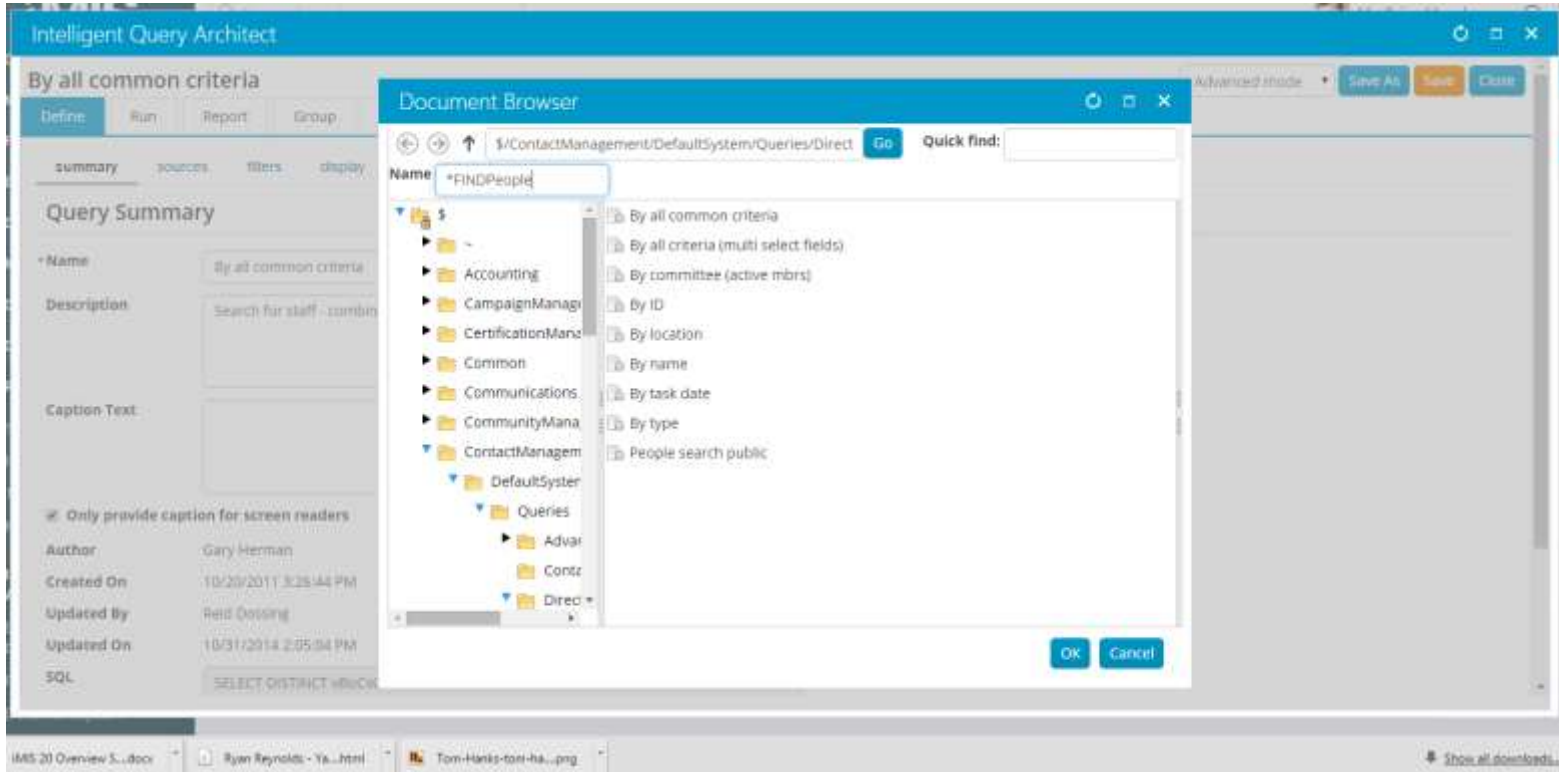 Intelligent Query Architect
By all common criteria
Advanced mode
Save As
Save
Close
Define
Run
Report
Group
Document Browser
$/ContactManagement/DefaultSystem/Queries/Direct
Go
Quick find:
summary
sources
filters
display
Name
*FINDPeople
Query Summary
Name
By all common criteria
Description
Search for staff - combin
Caption Text
Only provide caption for screen readers
Author
Gary Herman
Created On
10/20/2011 3:26:44 PM
Updated By
Reid Dossing
Updated On
10/31/2014 2:05:04 PM
SQL
SELECT DISTINCT
$
~
Accounting
CampaignManage
CertificationMana
Common
Communications
CommunityMana
ContactManagem
DefaultSyster
Queries
Advar
Conta
Direct
By all common criteria
By all criteria (multi select fields)
By committee (active mbrs)
By ID
By location
By name
By task date
By type
People search public
OK
Cancel
iMIS 20 Overview S...docx
Ryan Reynolds - Ya...html
Tom-Hanks-tom-ha...png
Show all downloads...